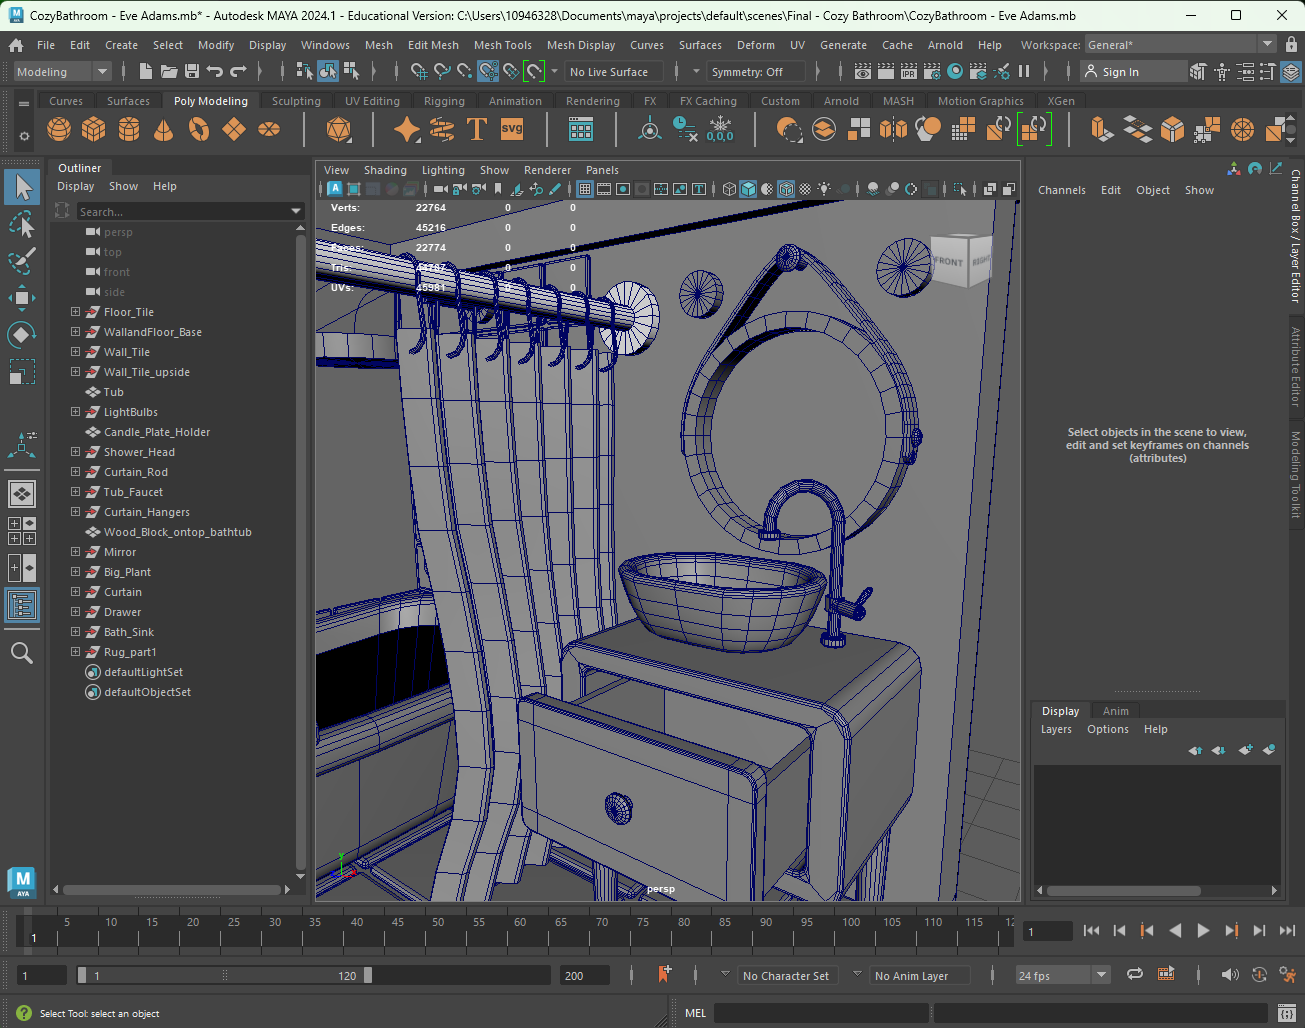 CozyBathroom - Eve Adams.mb* - Autodesk MAYA 2024.1 - Educational Version: C:\Users\10946328\Documents\maya\projects\default\scenes\Final - Cozy Bathroom\CozyBathroom - Eve Adams.mb
File Edit Create Select Modify Display Windows Mesh Edit Mesh Mesh Tools Mesh Display Curves Surfaces Deform UV Generate Cache Arnold Help Workspace: General*
Modeling No Live Surface Symmetry: Off IPR Sign In
Curves Surfaces Poly Modeling Sculpting UV Editing Rigging Animation Rendering FX FX Caching Custom Arnold MASH Motion Graphics XGen
SVG 0,0,0
Outliner
Display Show Help
Search...
persp
top
front
side
Floor_Tile
WallandFloor_Base
Wall_Tile
Wall_Tile_upside
Tub
LightBulbs
Candle_Plate_Holder
Shower_Head
Curtain_Rod
Tub_Faucet
Curtain_Hangers
Wood_Block_ontop_bathtub
Mirror
Big_Plant
Curtain
Drawer
Bath_Sink
Rug_part1
defaultLightSet
defaultObjectSet
View Shading Lighting Show Renderer Panels
Verts: 22764 0 0
Edges: 45216 0 0
Faces: 22774 0 0
Tris: 0 0
UVs: 45981 0 0
FRONT RIGHT
persp
y
Channels Edit Object Show
Select objects in the scene to view,
edit and set keyframes on channels
(attributes)
Channel Box / Layer Editor
Attribute Editor
Modeling Toolkit
Display Anim
Layers Options Help
M
AYA
5 10 15 20 25 30 35 40 45 50 55 60 65 70 75 80 85 90 95 100 105 110 115 12
1
1
1 1 120 200 No Character Set No Anim Layer 24 fps
Select Tool: select an object MEL